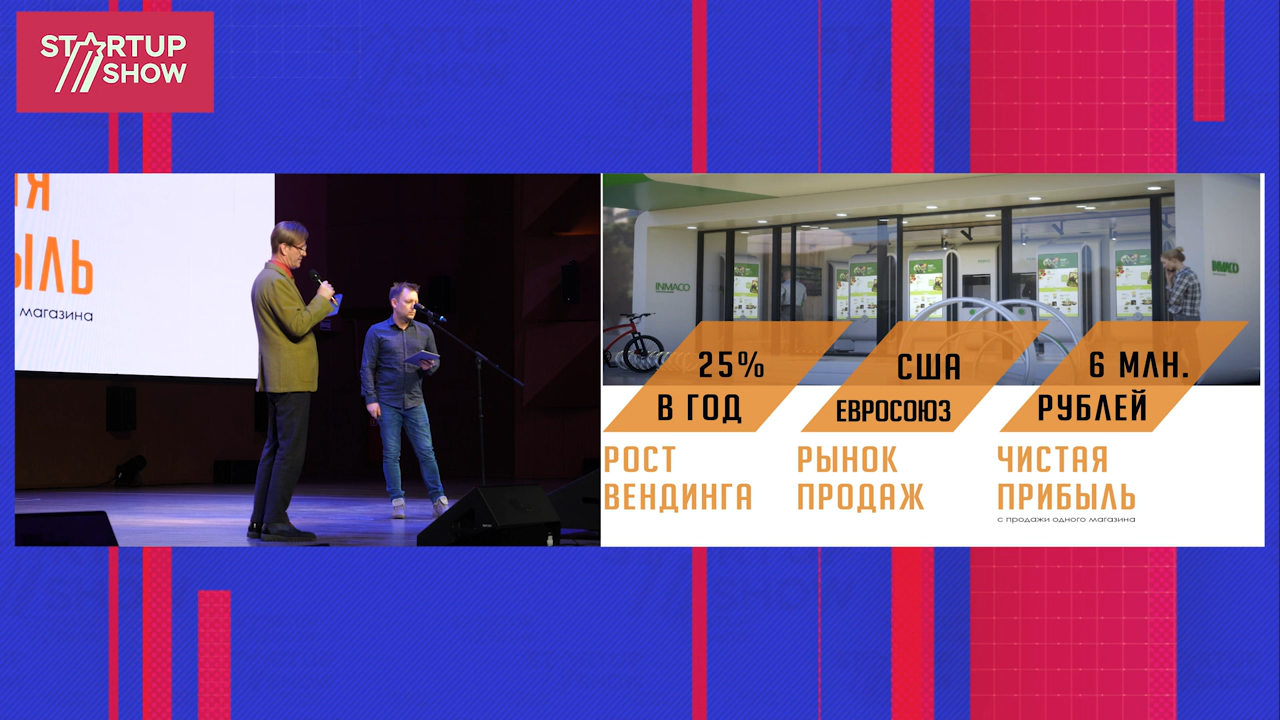 STARTUP
SHOW
Я
ЫЛЬ
магазина
INMACO
INMACO
25%
В ГОД
США
ЕВРОСОЮЗ
6 МЛН.
РУБЛЕЙ
РОСТ
ВЕНДИНГА
РЫНОК
ПРОДАЖ
ЧИСТАЯ
ПРИБЫЛЬ
с продажи одного магазина